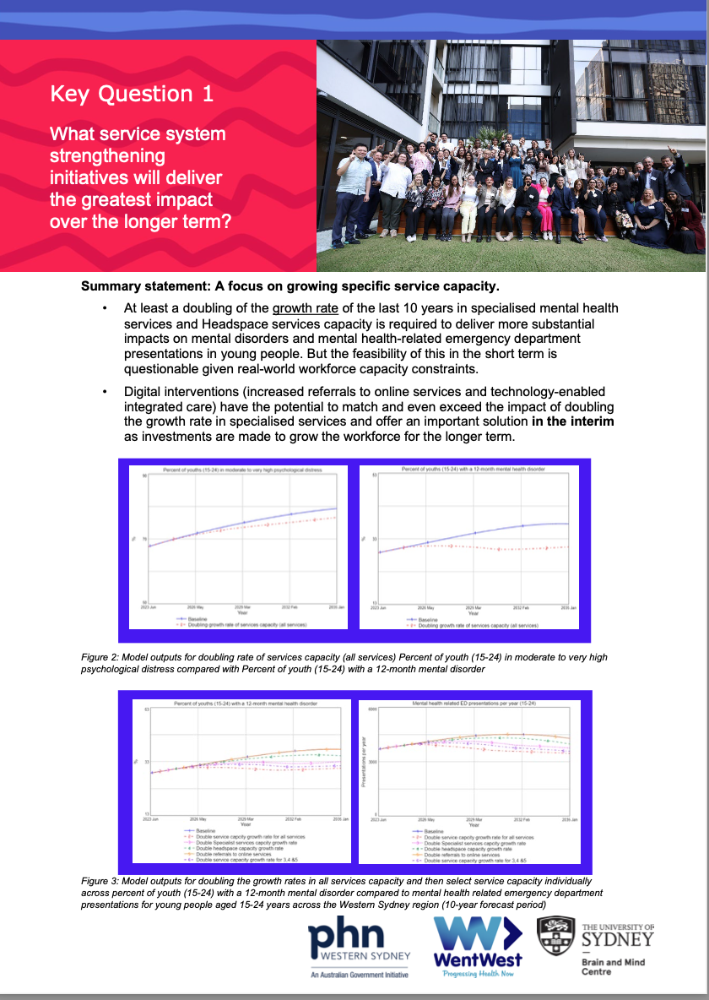 Key Question 1
What service system
strengthening
initiatives will deliver
the greatest impact
over the longer term?
Summary statement: A focus on growing specific service capacity.
• At least a doubling of the growth rate of the last 10 years in specialised mental health
services and Headspace services capacity is required to deliver more substantial
impacts on mental disorders and mental health-related emergency department
presentations in young people. But the feasibility of this in the short term is
questionable given real-world workforce capacity constraints.
• Digital interventions (increased referrals to online services and technology-enabled
integrated care) have the potential to match and even exceed the impact of doubling
the growth rate in specialised services and offer an important solution in the interim
as investments are made to grow the workforce for the longer term.
Percent of youths (15-24) in moderate to very high psychological distress
%
2023 Jun 2026 May 2029 Mar 2032 Feb 2035 Jan
Year
Baseline
Doubling growth rate of services capacity (all services)
Percent of youths (15-24) with a 12-month mental health disorder
63
%
33
2023 Jun 2026 May 2029 Mar 2032 Feb 2035 Jan
Year
Baseline
Doubling growth rate of services capacity (all services)
Figure 2: Model outputs for doubling rate of services capacity (all services) Percent of youth (15-24) in moderate to very high
psychological distress compared with Percent of youth (15-24) with a 12-month mental disorder
Percent of youths (15-24) with a 12-month mental health disorder
63
%
33
13
2023 Jun 2026 May 2029 Mar 2032 Feb 2035 Jan
Year
Baseline
Double service capcity growth rate for all services
Double Specialist services capcity growth rate
Double headspace capacity growth rate
Double referrals to online services
Double service capacity growth rate for 3,4 &5
Mental health related ED presentations per year (15-24)
6000
Presentations per year
3000
0
2023 Jun 2026 May 2029 Mar 2032 Feb 2035 Jan
Year
Baseline
Double service capcity growth rate for all services
Double Specialist services capcity growth rate
Double headspace capacity growth rate
Double referrals to online services
Double service capacity growth rate for 3,4 &5
Figure 3: Model outputs for doubling the growth rates in all services capacity and then select service capacity individually
across percent of youth (15-24) with a 12-month mental disorder compared to mental health related emergency department
presentations for young people aged 15-24 years across the Western Sydney region (10-year forecast period)
phn
WESTERN SYDNEY
An Australian Government Initiative
WentWest
Progressing Health Now
THE UNIVERSITY OF
SYDNEY
Brain and Mind
Centre